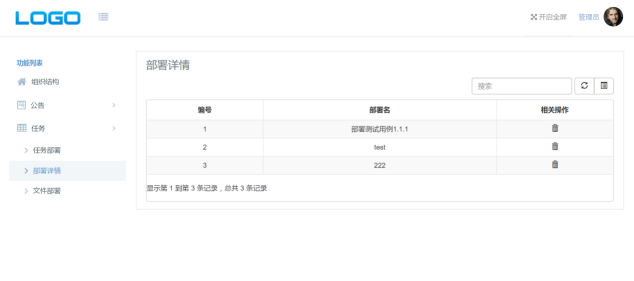 LOGO
开启全屏 管理员
功能列表
组织结构
公告
任务
任务部署
部署详情
文件部署
部署详情
搜索
编号 部署名 相关操作
1 部署测试用例1.1.1
2 test
3 222
显示第 1 到第 3 条记录，总共 3 条记录